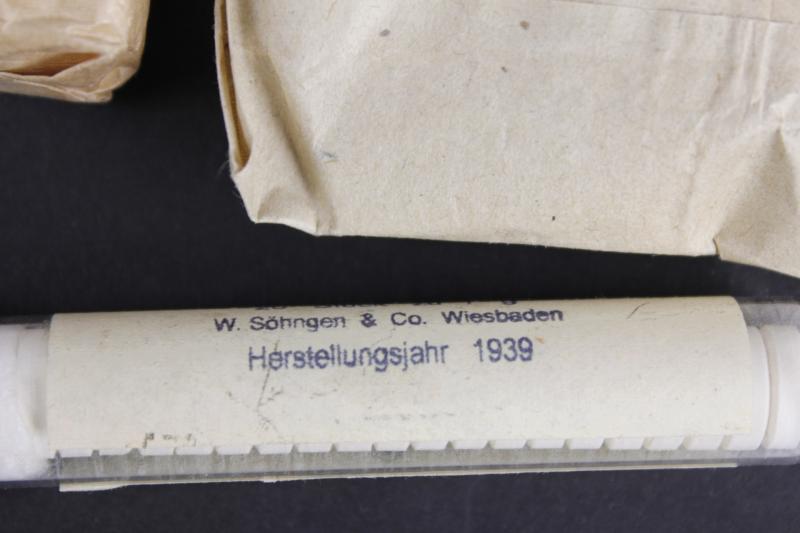 W. Söhngen & Co. Wiesbaden
Herstellungsjahr 1939